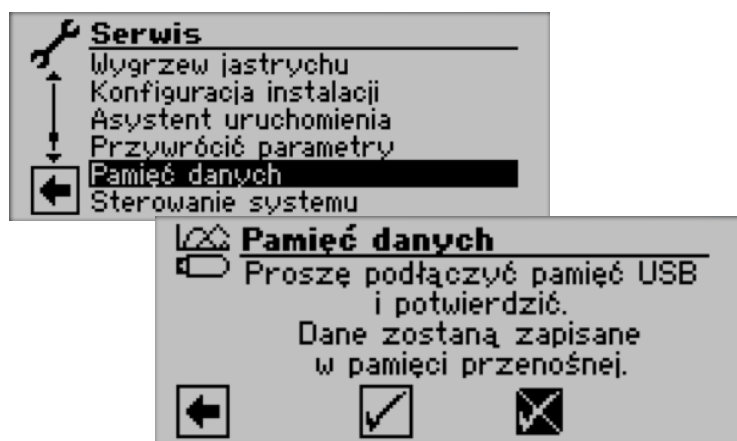 Serwis
Wygrzew jastrychu
Konfiguracja instalacji
Asystent uruchomienia
Przywrócić parametry
Pamięć danych
Sterowanie systemu
Pamięć danych
Proszę podłączyć pamięć USB
i potwierdzić.
Dane zostaną zapisane
w pamięci przenośnej.